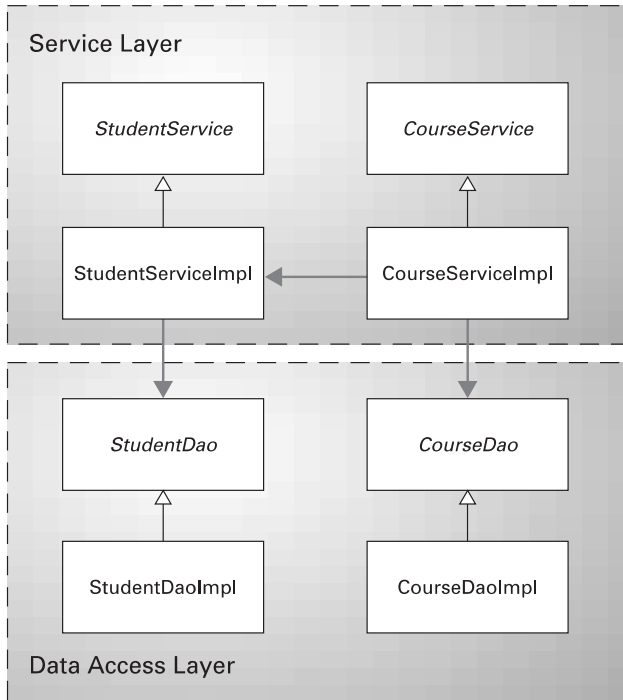 Service Layer
StudentService
CourseService
StudentServiceImpl
CourseServiceImpl
StudentDao
CourseDao
StudentDaoImpl
CourseDaoImpl
Data Access Layer